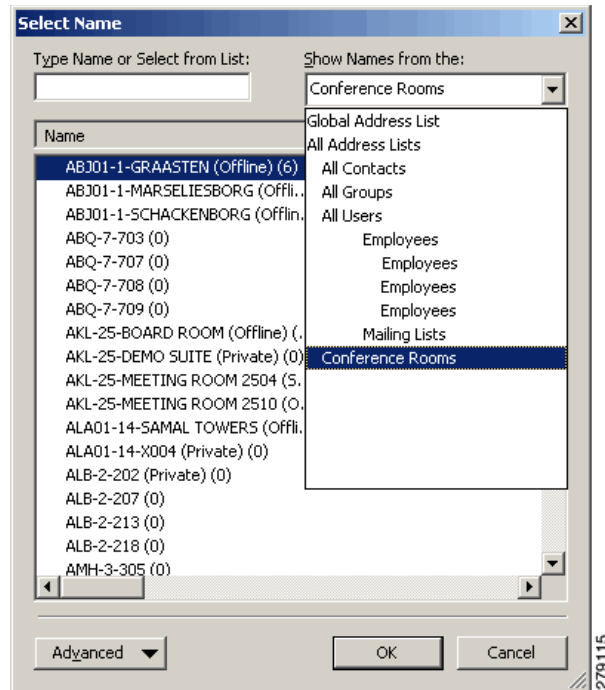 Select Name
Type Name or Select from List:
Show Names from the:
Conference Rooms
Global Address List
All Address Lists
All Contacts
All Groups
All Users
Employees
Employees
Employees
Employees
Mailing Lists
Conference Rooms
Name
ABJ01-1-GRAASTEN (Offline) (6)
ABJ01-1-MARSELIESBORG (Offli...
ABJ01-1-SCHACKENBORG (Offlin.
ABQ-7-703 (0)
ABQ-7-707 (0)
ABQ-7-708 (0)
ABQ-7-709 (0)
AKL-25-BOARD ROOM (Offline) (.
AKL-25-DEMO SUITE (Private) (0)
AKL-25-MEETING ROOM 2504 (S.
AKL-25-MEETING ROOM 2510 (O.
ALA01-14-SAMAL TOWERS (Offli.
ALA01-14-X004 (Private) (0)
ALB-2-202 (Private) (0)
ALB-2-207 (0)
ALB-2-213 (0)
ALB-2-218 (0)
AMH-3-305 (0)
Advanced
OK
Cancel
279115